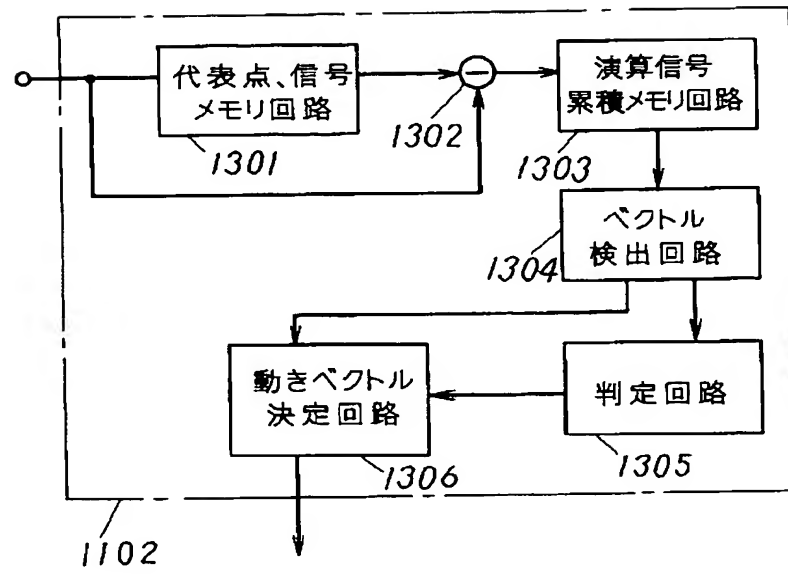 代表点、信号
メモリ回路
1301
1302
演算信号
累積メモリ回路
1303
ベクトル
検出回路
1304
動きベクトル
決定回路
1306
判定回路
1305
1102